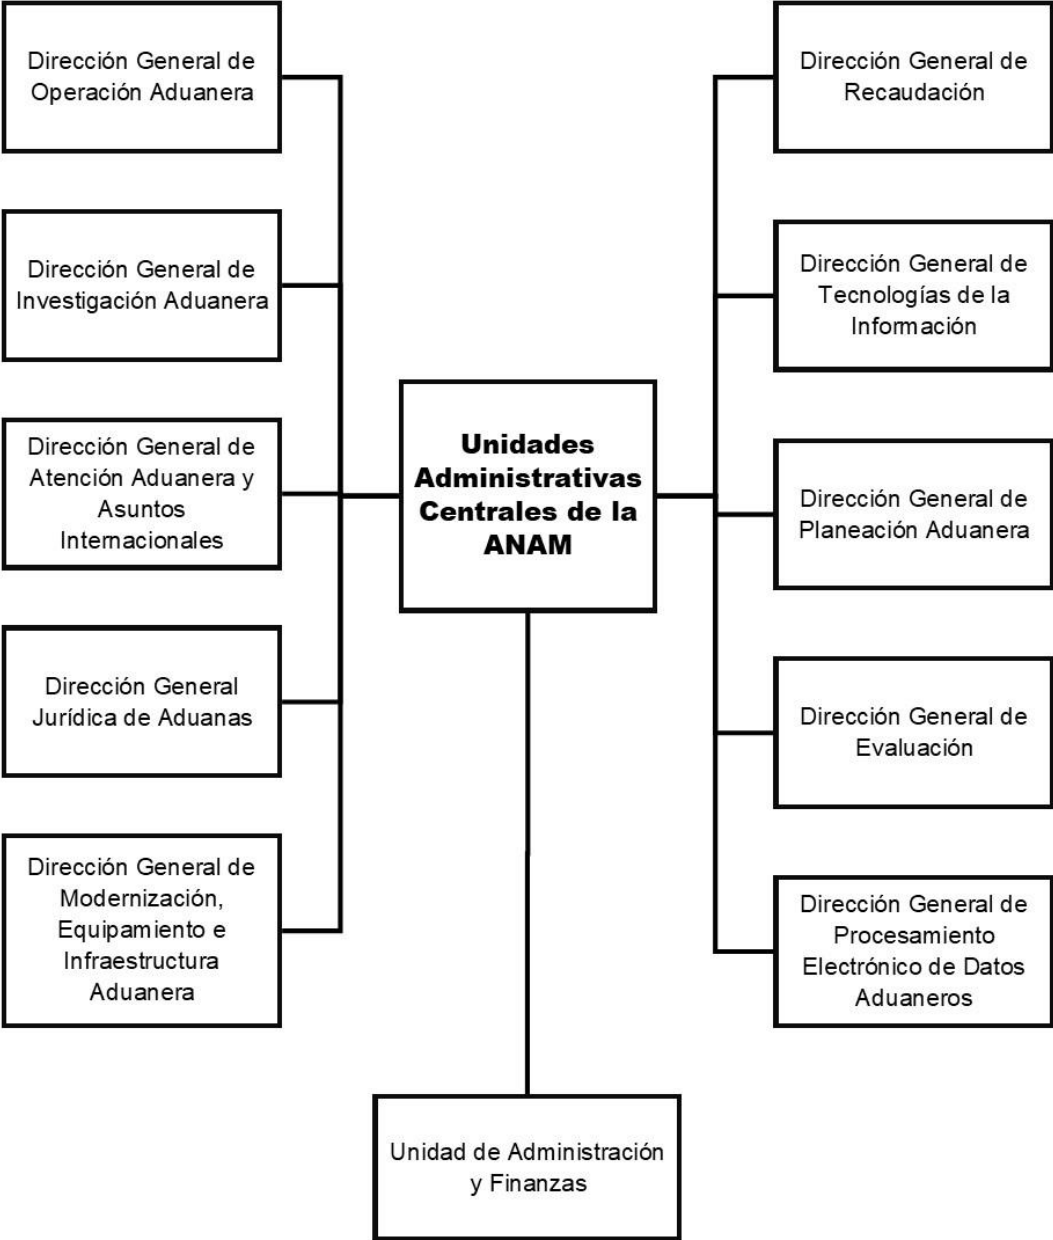 Dirección General de
Operación Aduanera
Dirección General de
Investigación Aduanera
Dirección General de
Atención Aduanera y
Asuntos
Internacionales
Dirección General
Jurídica de Aduanas
Dirección General de
Modernización,
Equipamiento e
Infraestructura
Aduanera
Unidades
Administrativas
Centrales de la
ANAM
Dirección General de
Recaudación
Dirección General de
Tecnologías de la
Información
Dirección General de
Planeación Aduanera
Dirección General de
Evaluación
Dirección General de
Procesamiento
Electrónico de Datos
Aduaneros
Unidad de Administración
y Finanzas